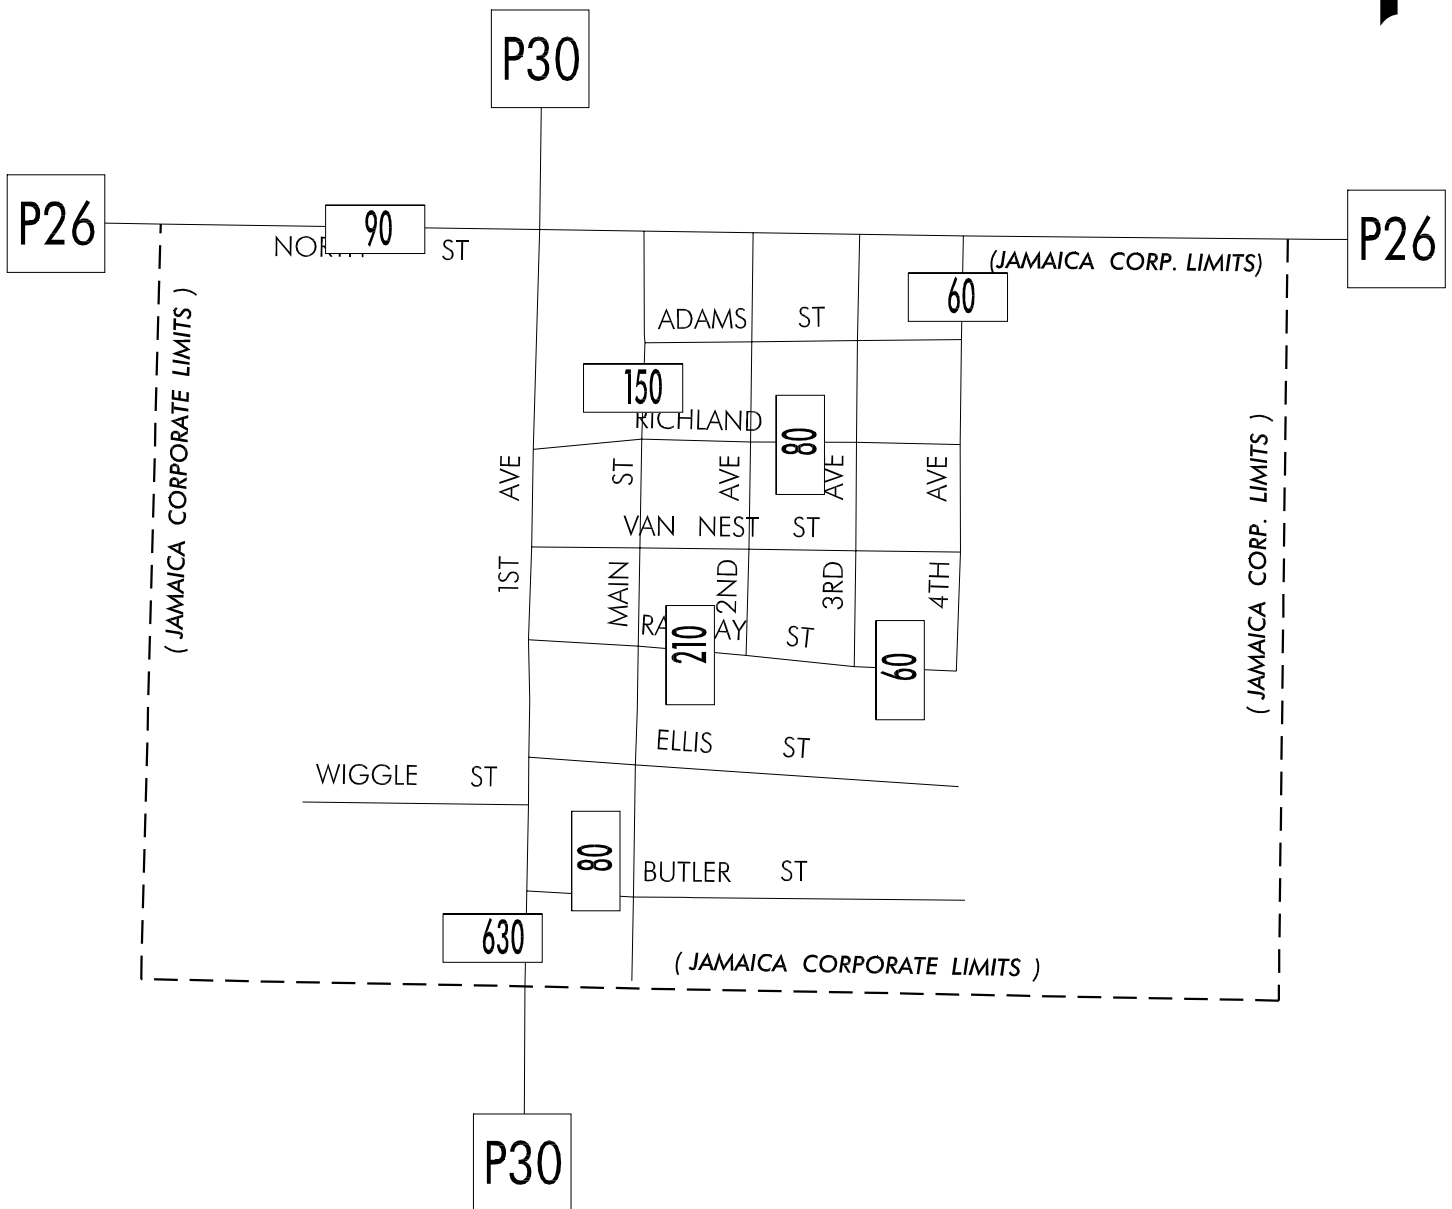 P30
P26
90
NORTH ST
P26
(JAMAICA CORP. LIMITS)
60
ADAMS ST
( JAMAICA CORPORATE LIMITS )
150
RICHLAND
80
AVE
ST
AVE
AVE
AVE
( JAMAICA CORP. LIMITS )
VAN NEST ST
1ST
MAIN
2ND
3RD
4TH
210
ST
60
ELLIS ST
WIGGLE ST
80
BUTLER ST
630
( JAMAICA CORPORATE LIMITS )
P30